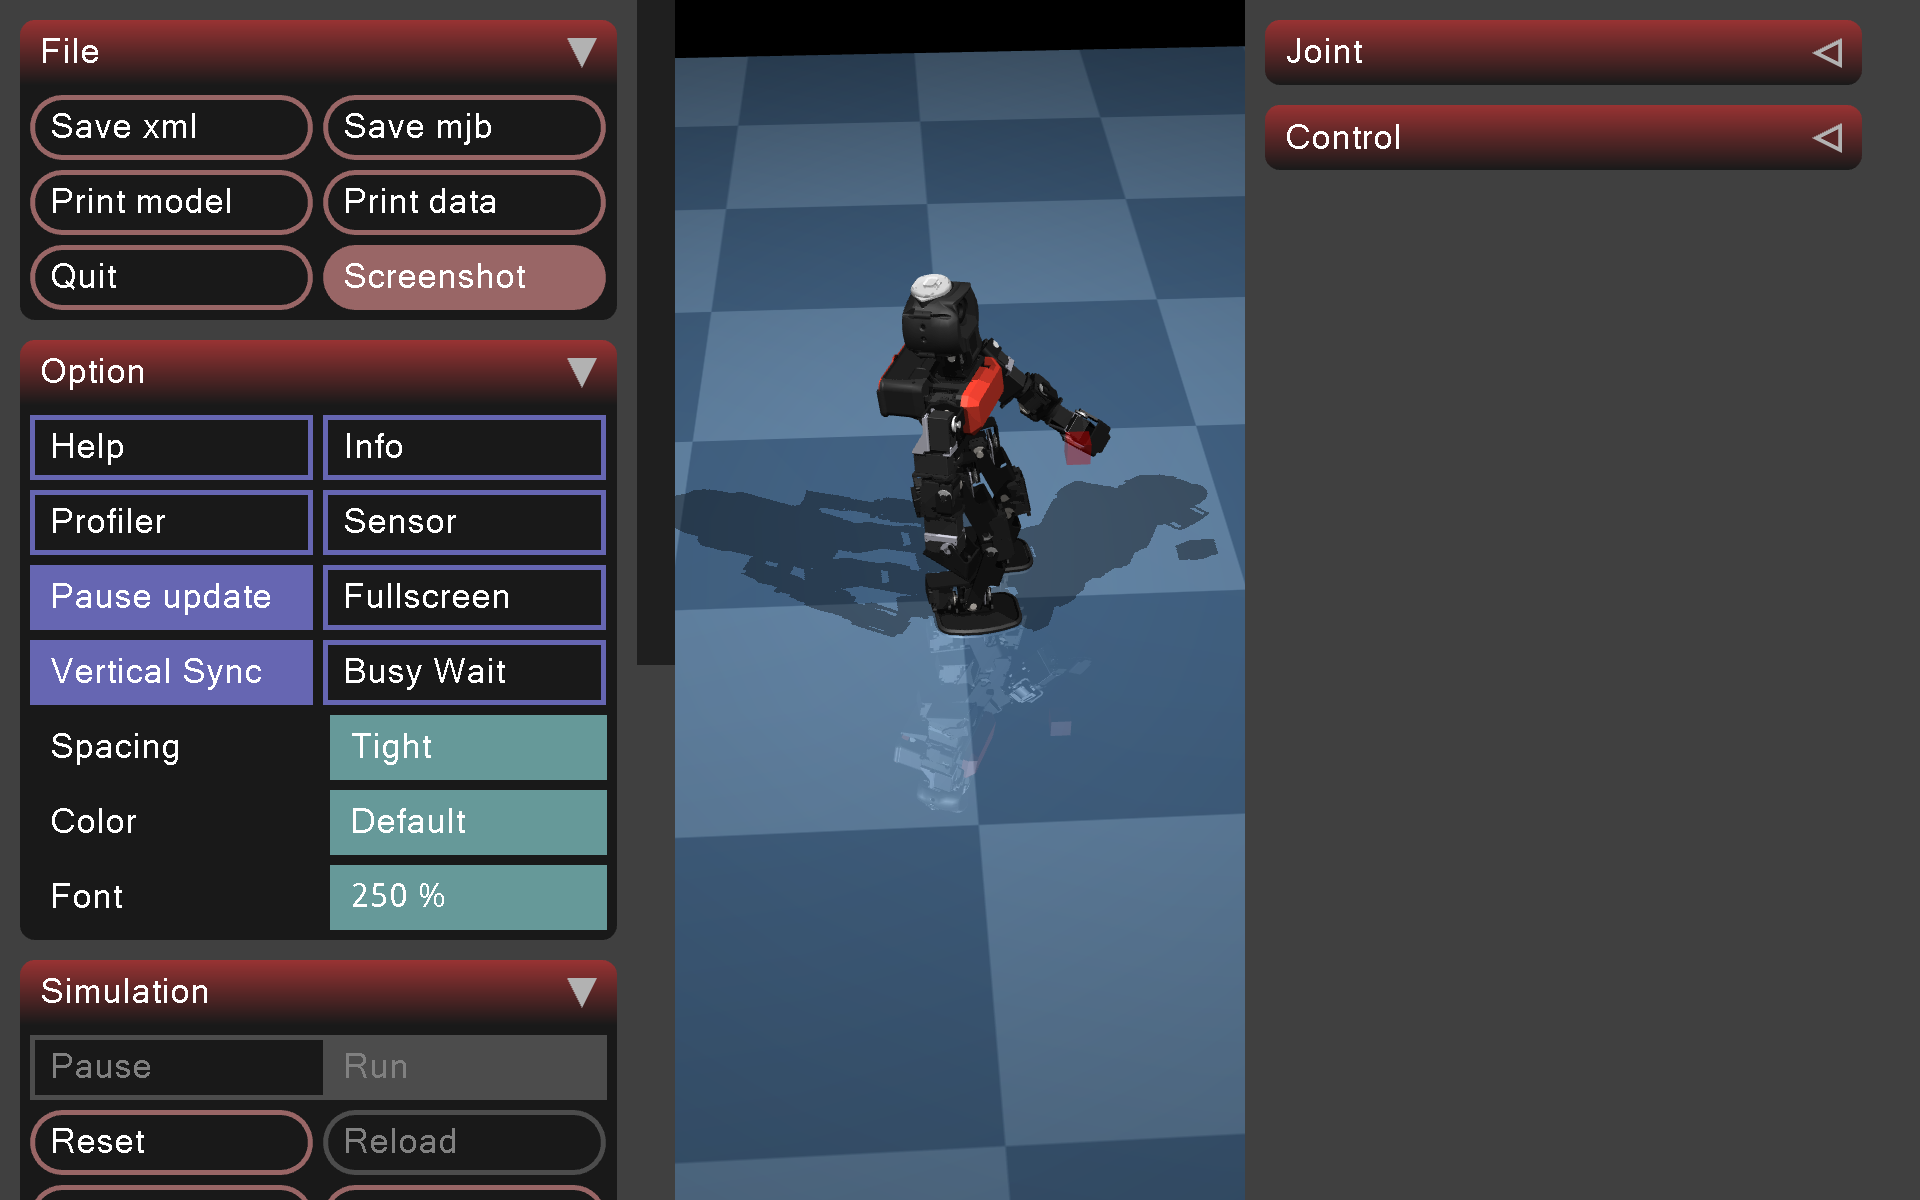 File
Save xml
Save mjb
Print model
Print data
Quit
Screenshot
Option
Help
Info
Profiler
Sensor
Pause update
Fullscreen
Vertical Sync
Busy Wait
Spacing
Tight
Color
Default
Font
250 %
Simulation
Pause
Run
Reset
Reload
Joint
Control